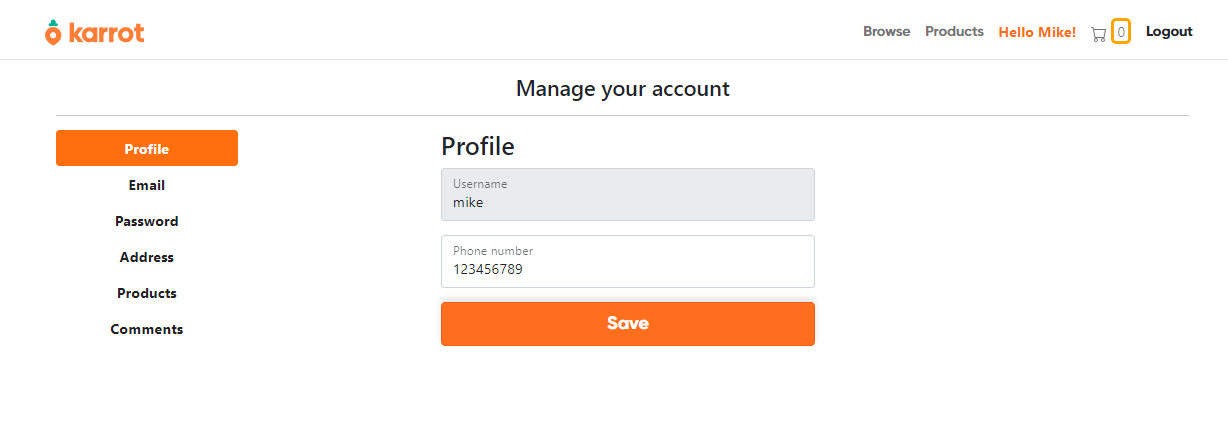 karrot
Browse Products Hello Mike! 0 Logout
Manage your account
Profile
Email
Password
Address
Products
Comments
Profile
Username
mike
Phone number
123456789
Save